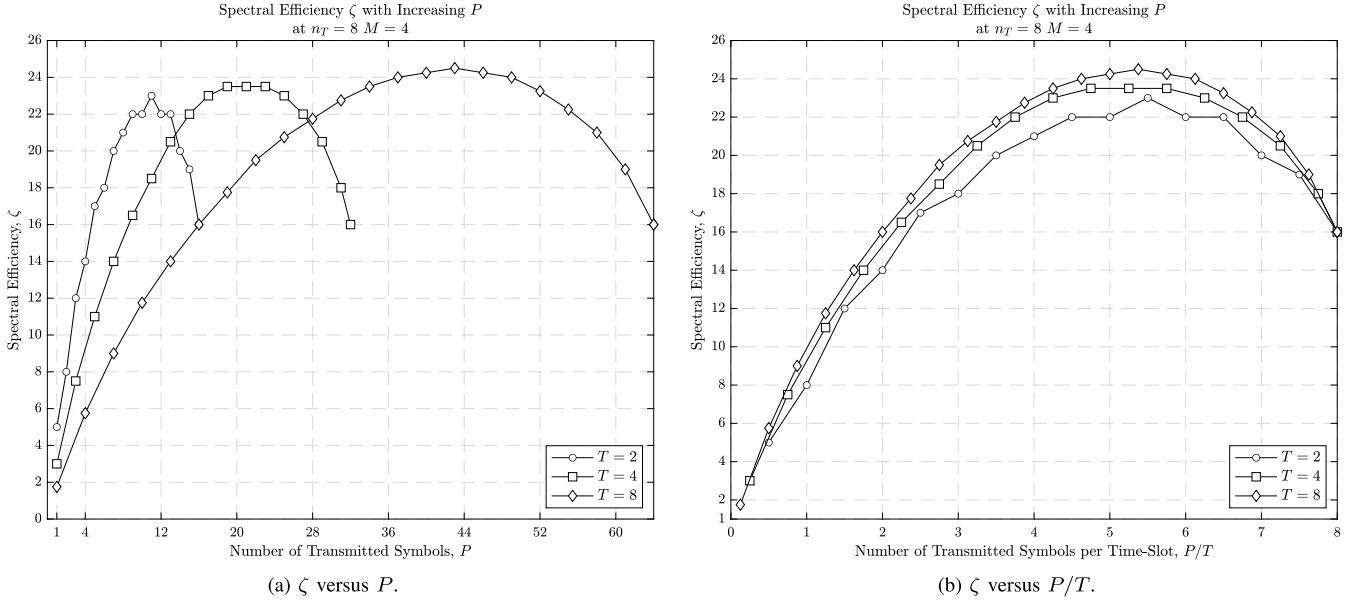 Spectral Efficiency ζ with Increasing P
at n_T = 8 M = 4
26
24
22
20
18
16
14
12
10
8
6
4
2
0
Spectral Efficiency, ζ
1 4 12 20 28 36 44 52 60
Number of Transmitted Symbols, P
T = 2
T = 4
T = 8
(a) ζ versus P.
Spectral Efficiency ζ with Increasing P
at n_T = 8 M = 4
26
24
22
20
18
16
14
12
10
8
6
4
2
1
Spectral Efficiency, ζ
0 1 2 3 4 5 6 7 8
Number of Transmitted Symbols per Time-Slot, P/T
T = 2
T = 4
T = 8
(b) ζ versus P/T.